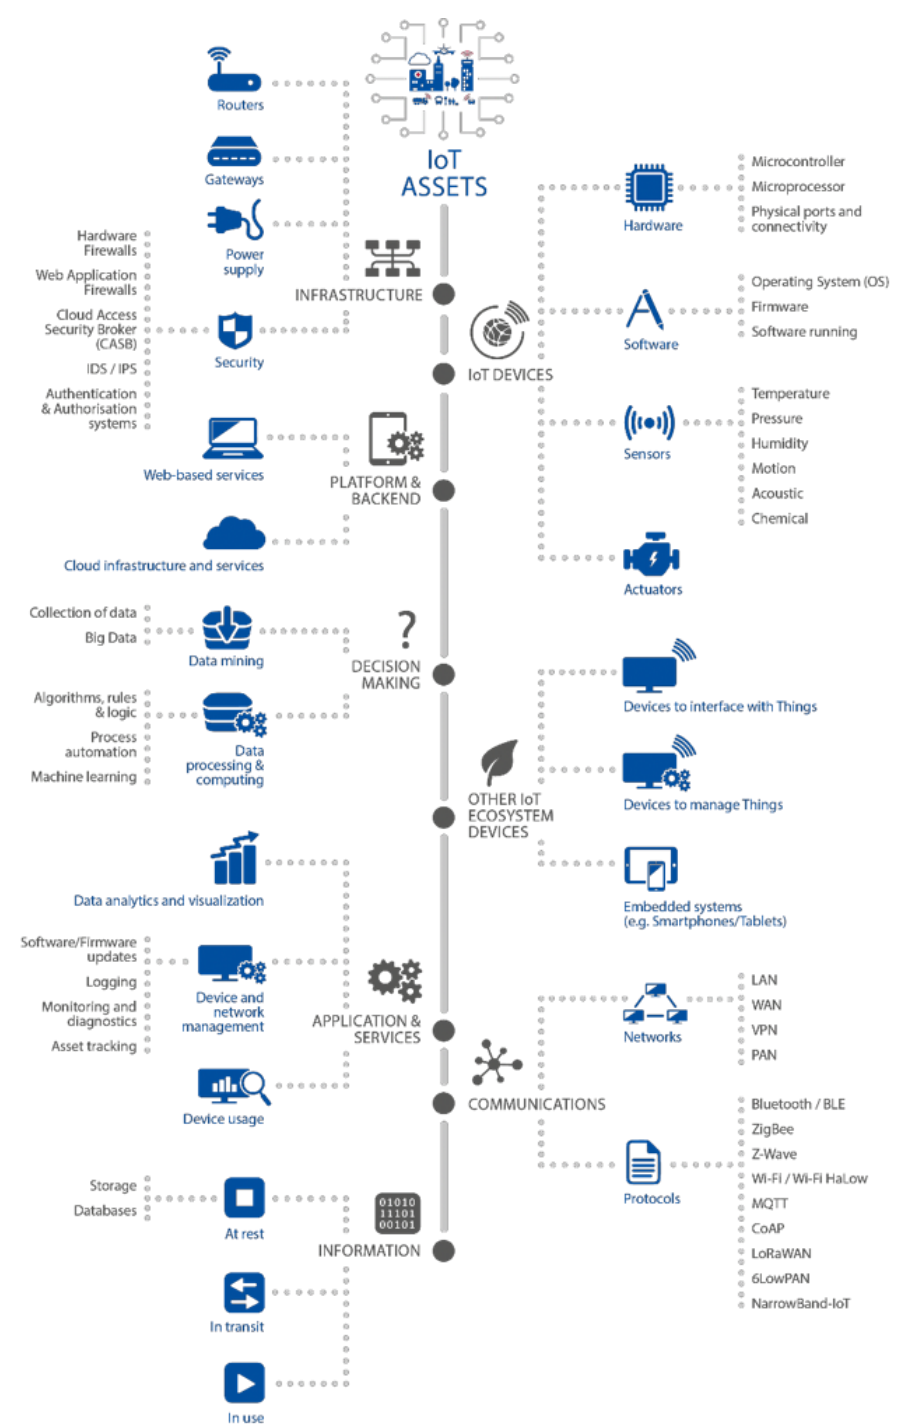 IoT
ASSETS
Routers
Gateways
Power
supply
INFRASTRUCTURE
Hardware
Firewalls
Web Application
Firewalls
Cloud Access
Security Broker
(CASB)
IDS / IPS
Authentication
& Authorisation
systems
Security
IoT DEVICES
Hardware
Microcontroller
Microprocessor
Physical ports and
connectivity
Software
Operating System (OS)
Firmware
Software running
Sensors
Temperature
Pressure
Humidity
Motion
Acoustic
Chemical
Actuators
Web-based services
PLATFORM &
BACKEND
Cloud infrastructure and services
Collection of data
Big Data
Data mining
DECISION
MAKING
?
Algorithms, rules
& logic
Process
automation
Machine learning
Data
processing &
computing
OTHER IoT
ECOSYSTEM
DEVICES
Devices to interface with Things
Devices to manage Things
Embedded systems
(e.g. Smartphones/Tablets)
Data analytics and visualization
Software/Firmware
updates
Logging
Monitoring and
diagnostics
Asset tracking
Device and
network
management
APPLICATION &
SERVICES
Device usage
COMMUNICATIONS
Networks
LAN
WAN
VPN
PAN
Protocols
Bluetooth / BLE
ZigBee
Z-Wave
Wi-Fi / Wi-Fi HaLow
MQTT
CoAP
LoRaWAN
6LowPAN
NarrowBand-IoT
Storage
Databases
At rest
01010
11101
00101
INFORMATION
In transit
In use